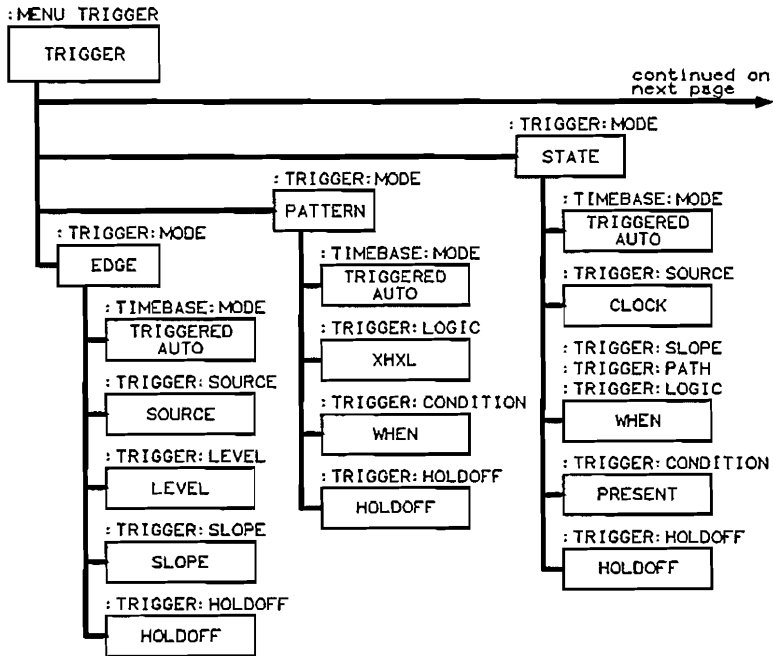 :MENU TRIGGER
TRIGGER
continued on
next page
:TRIGGER:MODE
STATE
:TRIGGER:MODE
PATTERN
:TRIGGER:MODE
EDGE
:TIMEBASE:MODE
TRIGGERED
AUTO
:TRIGGER:SOURCE
SOURCE
:TRIGGER:LEVEL
LEVEL
:TRIGGER:SLOPE
SLOPE
:TRIGGER:HOLDOFF
HOLDOFF
:TIMEBASE:MODE
TRIGGERED
AUTO
:TRIGGER:LOGIC
XHXL
:TRIGGER:CONDITION
WHEN
:TRIGGER:HOLDOFF
HOLDOFF
:TIMEBASE:MODE
TRIGGERED
AUTO
:TRIGGER:SOURCE
CLOCK
:TRIGGER:SLOPE
:TRIGGER:PATH
:TRIGGER:LOGIC
WHEN
:TRIGGER:CONDITION
PRESENT
:TRIGGER:HOLDOFF
HOLDOFF